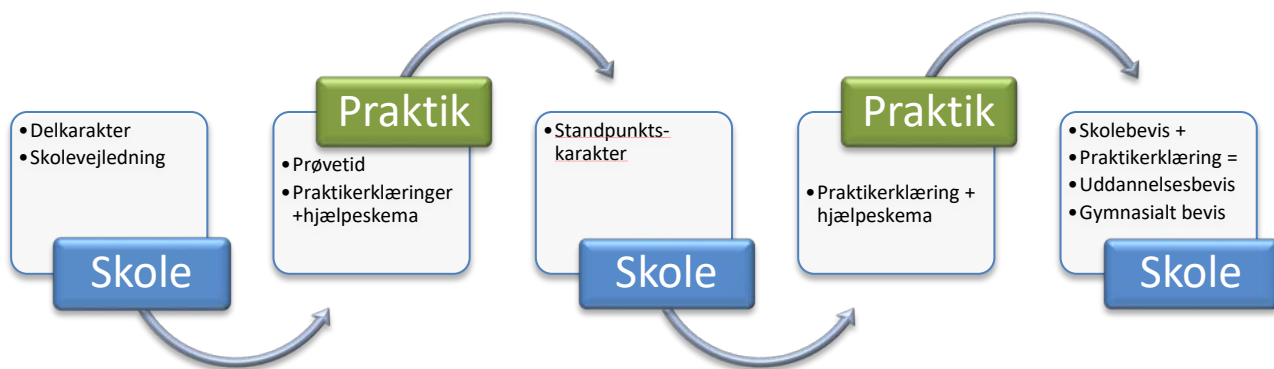 •Delkarakter
•Skolevejledning
Skole
Praktik
•Prøvetid
•Praktikerklæringer
+hjælpeskema
•Standpunkts-
karakter
Skole
Praktik
•Praktikerklæring +
hjælpeskema
•Skolebevis +
•Praktikerklæring =
•Uddannelsesbevis
•Gymnasialt bevis
Skole